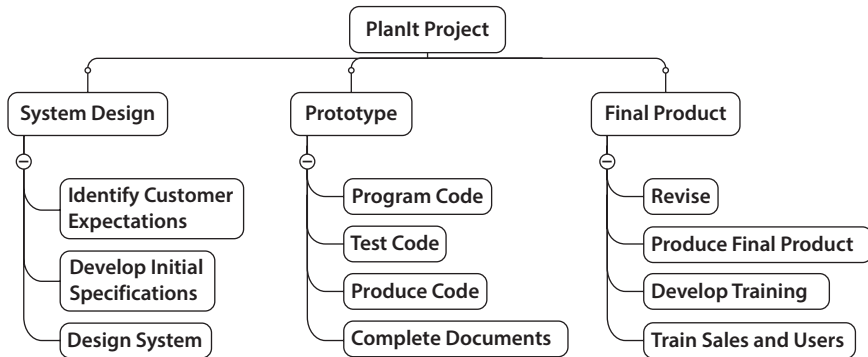 PlanIt Project
System Design
Identify Customer
Expectations
Develop Initial
Specifications
Design System
Prototype
Program Code
Test Code
Produce Code
Complete Documents
Final Product
Revise
Produce Final Product
Develop Training
Train Sales and Users